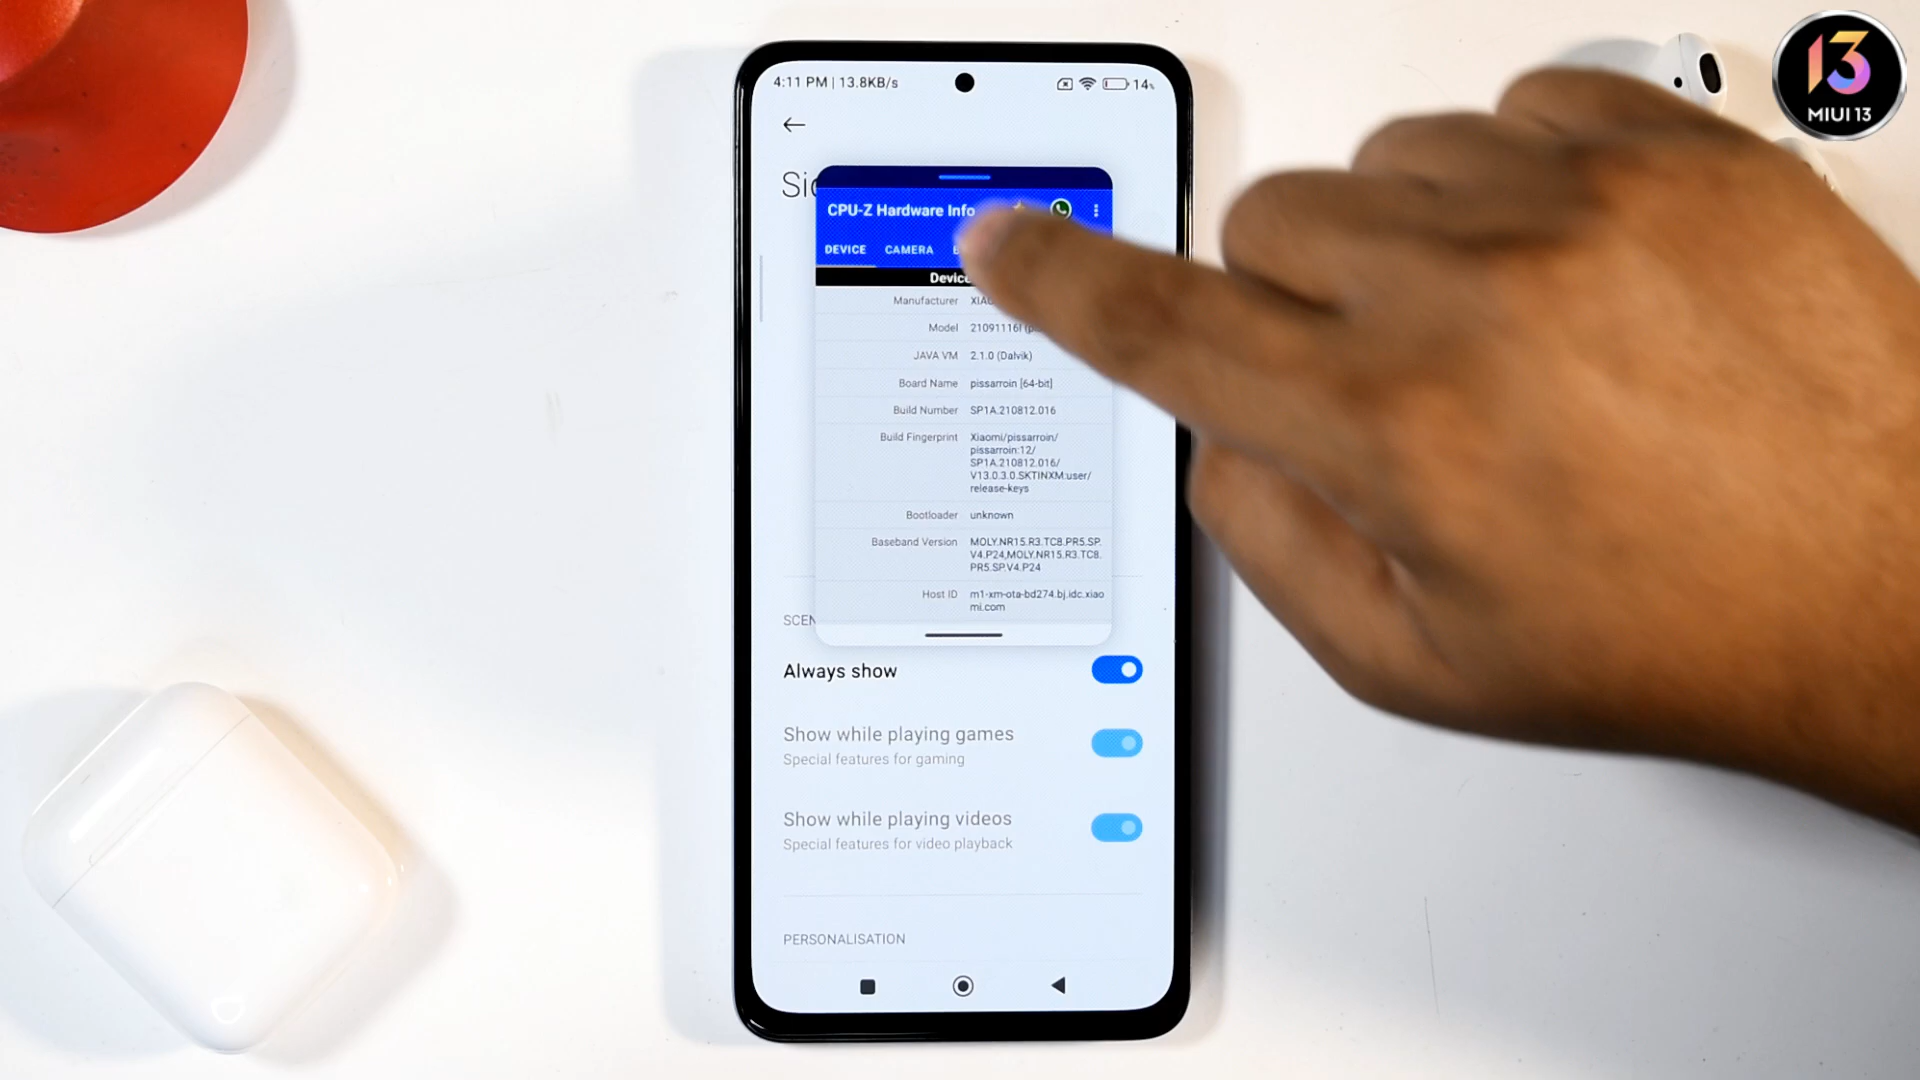 13
MIUI 13
4:11 PM | 13.8KB/s
14%
CPU-Z Hardware Info
DEVICE CAMERA
Device
Manufacturer
Model 21091116I
JAVA VM 2.1.0 (Dalvik)
Board Name pissarroin [64-bit]
Build Number SP1A.210812.016
Build Fingerprint Xiaomi/pissarroin/
pissarroin:12/
SP1A.210812.016/
V13.0.3.0.SKTINXM:user/
release-keys
Bootloader unknown
Baseband Version MOLY.NR15.R3.TC8.PR5.SP.
V4.P24,MOLY.NR15.R3.TC8.
PR5.SP.V4.P24
Host ID m1-xm-ota-bd274.bj.idc.xiao
mi.com
Always show
Show while playing games
Special features for gaming
Show while playing videos
Special features for video playback
PERSONALISATION